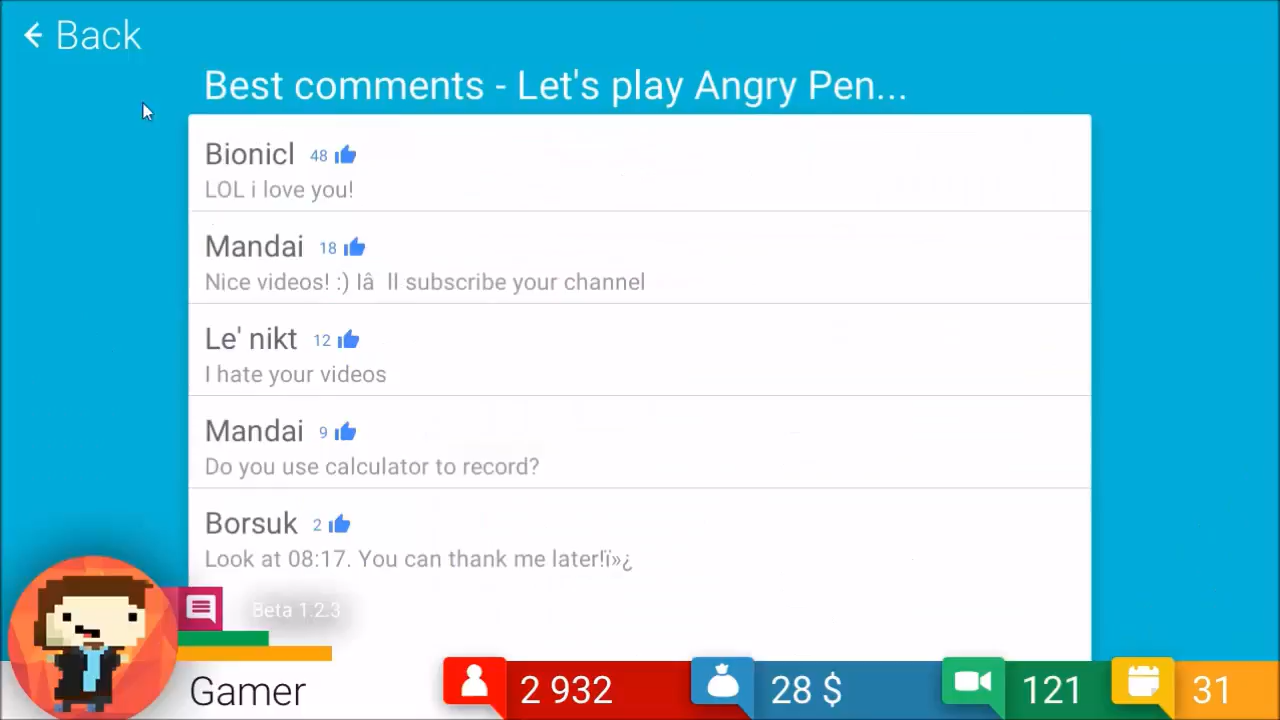 Back
Best comments - Let's play Angry Pen...
Bionicl 48
LOL i love you!
Mandai 18
Nice videos! :) Iâ ll subscribe your channel
Le' nikt 12
I hate your videos
Mandai 9
Do you use calculator to record?
Borsuk 2
Look at 08:17. You can thank me later!ï»¿
Beta 1.2.3
Gamer
2 932
28 $
121
31